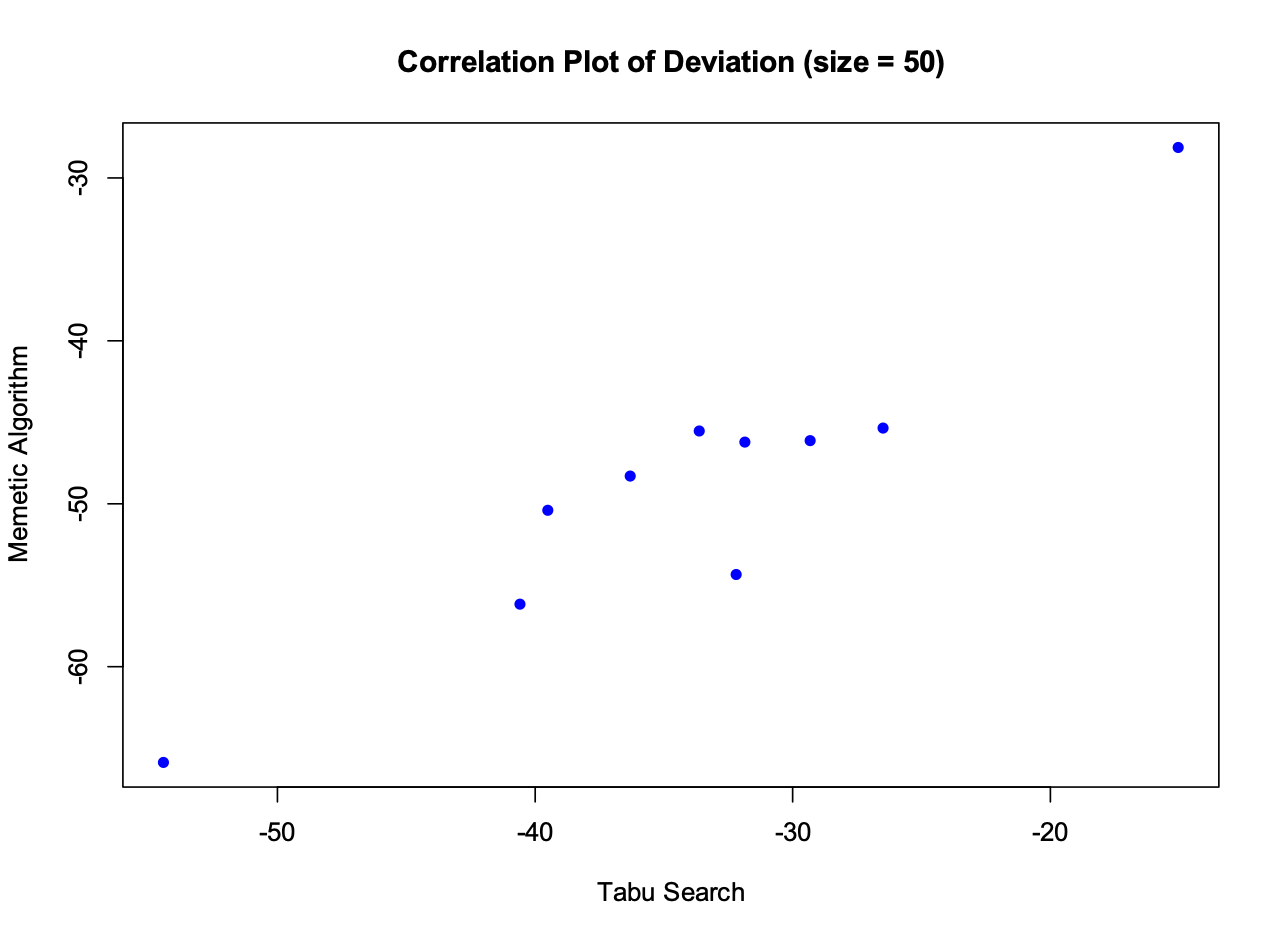 Correlation Plot of Deviation (size = 50)
Memetic Algorithm
-30
-40
-50
-60
-50 -40 -30 -20
Tabu Search